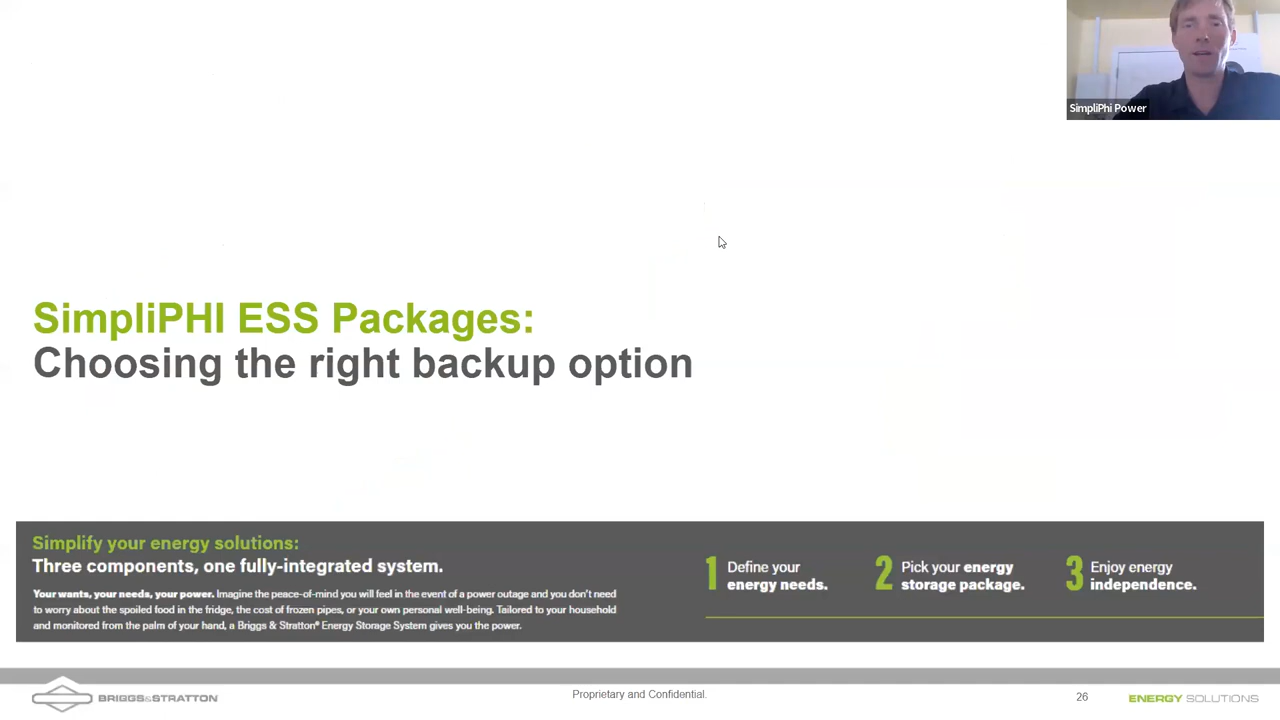 SimpliPhi Power
SimpliPHI ESS Packages:
Choosing the right backup option
Simplify your energy solutions:
Three components, one fully-integrated system.
Your wants, your needs, your power. Imagine the peace-of-mind you will feel in the event of a power outage and you don't need
to worry about the spoiled food in the fridge, the cost of frozen pipes, or your own personal well-being. Tailored to your household
and monitored from the palm of your hand, a Briggs & Stratton® Energy Storage System gives you the power.
1 Define your
energy needs.
2 Pick your energy
storage package.
3 Enjoy energy
independence.
BRIGGS&STRATTON
Proprietary and Confidential.
26
ENERGY SOLUTIONS